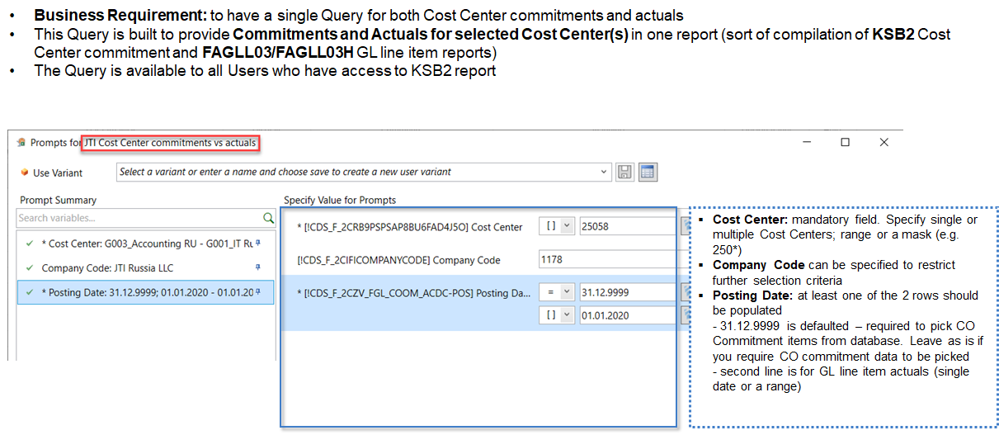 • Business Requirement: to have a single Query for both Cost Center commitments and actuals
• This Query is built to provide Commitments and Actuals for selected Cost Center(s) in one report (sort of compilation of KSB2 Cost
Center commitment and FAGLL03/FAGLL03H GL line item reports)
• The Query is available to all Users who have access to KSB2 report
Prompts for JTI Cost Center commitments vs actuals
Use Variant
Select a variant or enter a name and choose save to create a new user variant
Prompt Summary
Search variables...
* Cost Center: G003_Accounting RU - G001_IT Ru
Company Code: JTI Russia LLC
* Posting Date: 31.12.9999; 01.01.2020 - 01.01.20
Specify Value for Prompts
* [!CDS_F_2CRB9PSPSAP8BU6FAD4J5O] Cost Center
[ ]
25058
[!CDS_F_2CIFICOMPANYCODE] Company Code
1178
* [!CDS_F_2CZV_FGL_COOM_ACDC-POS] Posting Da...
=
31.12.9999
[ ]
01.01.2020
▪ Cost Center: mandatory field. Specify single or
multiple Cost Centers; range or a mask (e.g.
250*)
▪ Company Code can be specified to restrict
further selection criteria
▪ Posting Date: at least one of the 2 rows should
be populated
- 31.12.9999 is defaulted – required to pick CO
Commitment items from database. Leave as is if
you require CO commitment data to be picked
- second line is for GL line item actuals (single
date or a range)